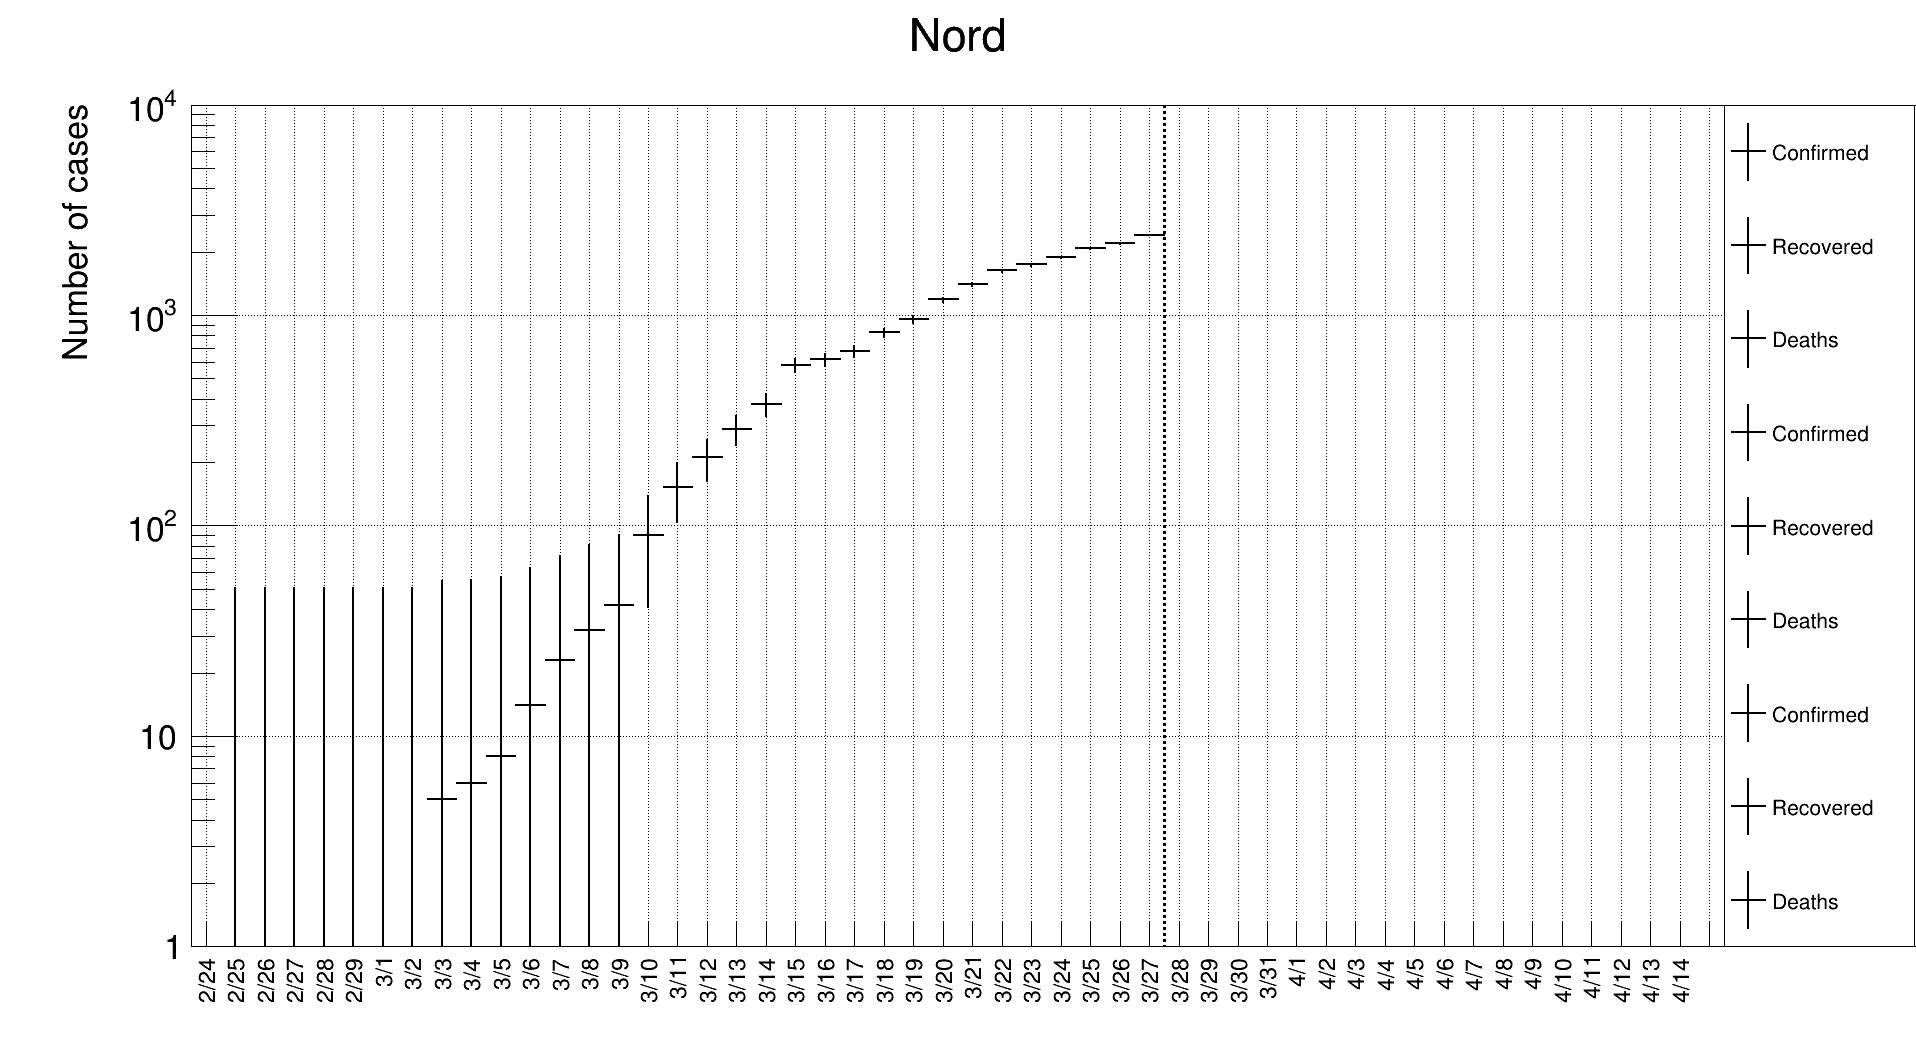 Nord
Number of cases
10^4
10^3
10^2
10
1
2/24 2/25 2/26 2/27 2/28 2/29 3/1 3/2 3/3 3/4 3/5 3/6 3/7 3/8 3/9 3/10 3/11 3/12 3/13 3/14 3/15 3/16 3/17 3/18 3/19 3/20 3/21 3/22 3/23 3/24 3/25 3/26 3/27 3/28 3/29 3/30 3/31 4/1 4/2 4/3 4/4 4/5 4/6 4/7 4/8 4/9 4/10 4/11 4/12 4/13 4/14
Confirmed
Recovered
Deaths
Confirmed
Recovered
Deaths
Confirmed
Recovered
Deaths